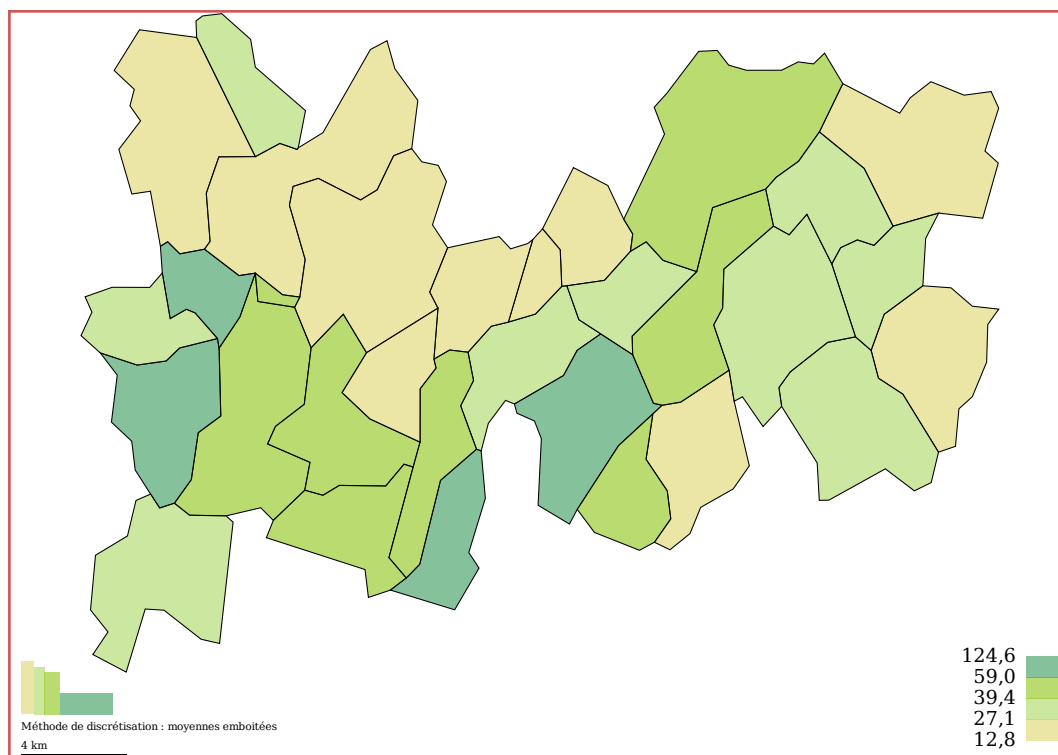 124,6
59,0
39,4
27,1
12,8
Méthode de discrétisation : moyennes emboitées
4 km